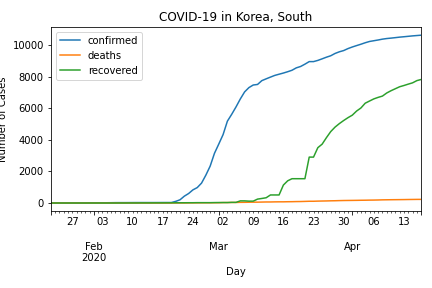 COVID-19 in Korea, South
confirmed
deaths
recovered
10000
8000
6000
4000
2000
0
Number of Cases
27 03 10 17 24 02 09 16 23 30 06 13
Feb Mar Apr
2020
Day